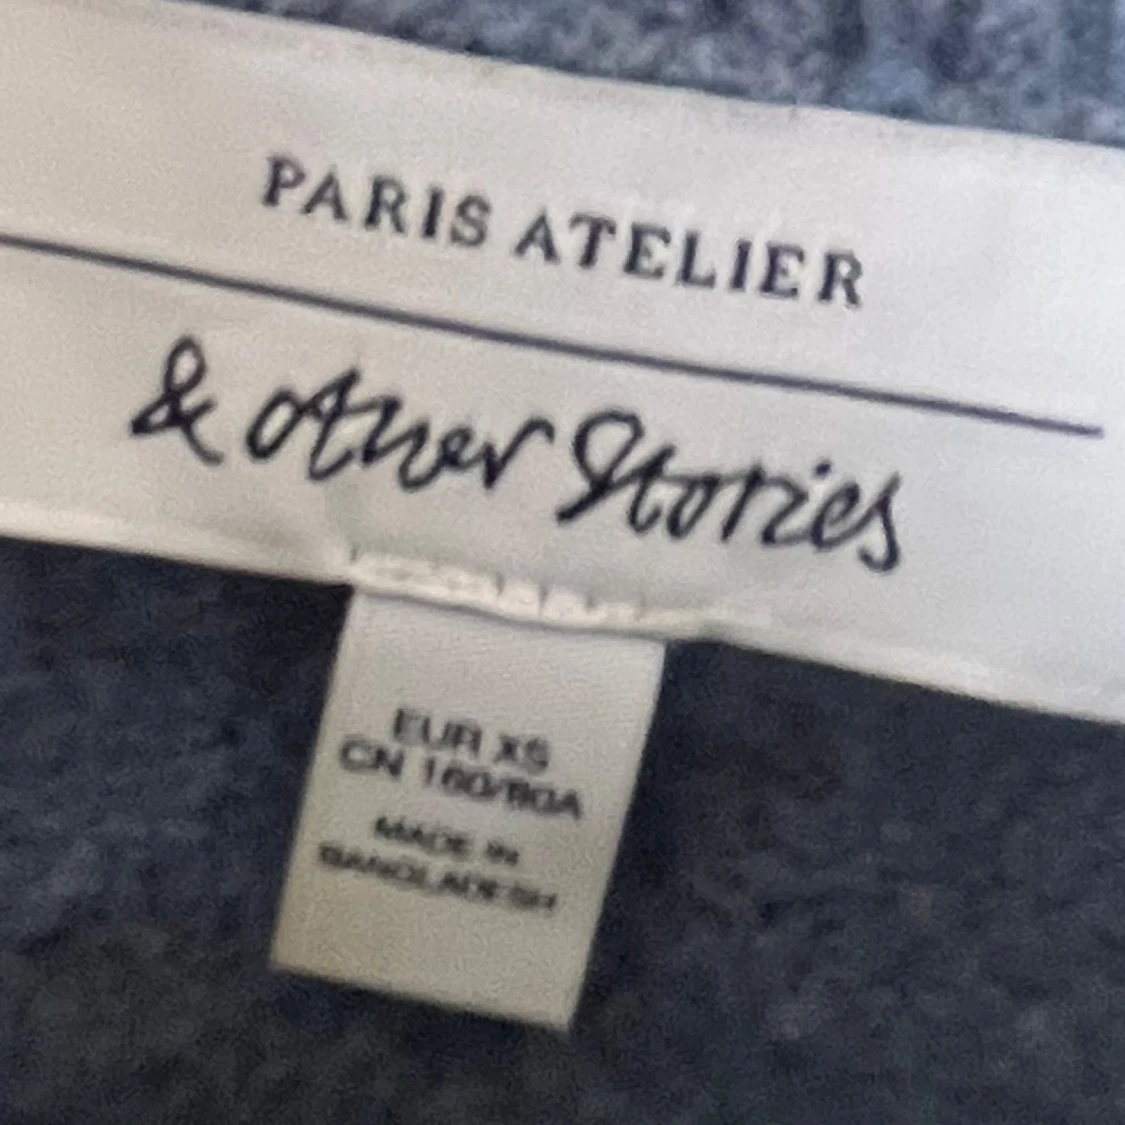 PARIS ATELIER
& Other Stories
EUR XS
CN 160/80A
MADE IN
BANGLADESH